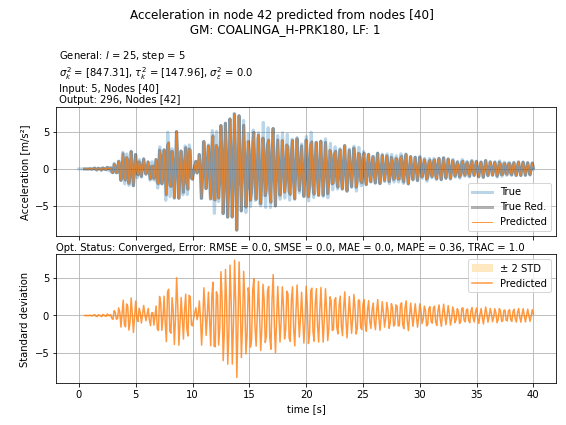 Acceleration in node 42 predicted from nodes [40]
GM: COALINGA_H-PRK180, LF: 1
General: l = 25, step = 5
σ²ₖ = [847.31], τ²ₖ = [147.96], σ²ε = 0.0
Input: 5, Nodes [40]
Output: 296, Nodes [42]
Acceleration [m/s²]
5
0
−5
True
True Red.
Predicted
Opt. Status: Converged, Error: RMSE = 0.0, SMSE = 0.0, MAE = 0.0, MAPE = 0.36, TRAC = 1.0
Standard deviation
5
0
−5
± 2 STD
Predicted
0 5 10 15 20 25 30 35 40
time [s]